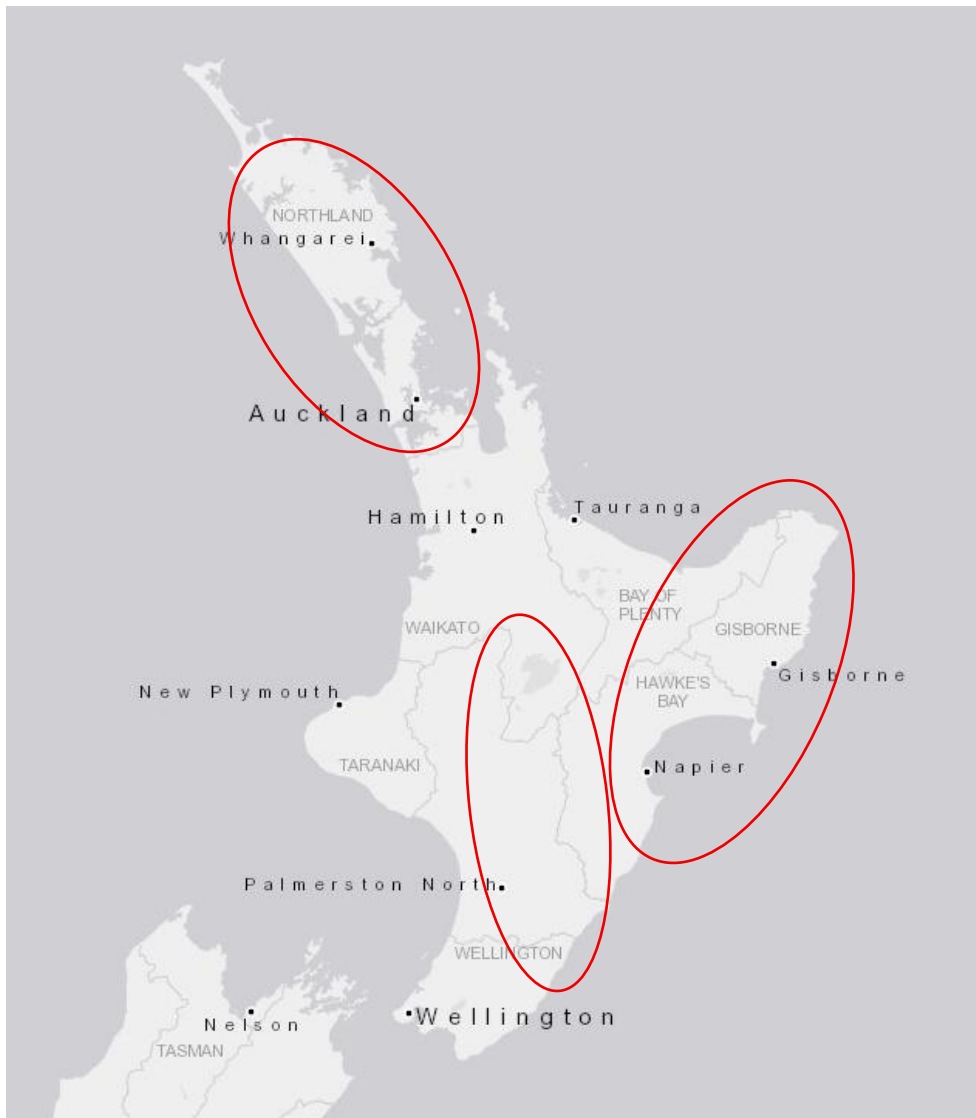 NORTHLAND
Whangarei
Auckland
Tauranga
Hamilton
BAY OF
PLENTY
WAIKATO
GISBORNE
Gisborne
HAWKE'S
BAY
New Plymouth
TARANAKI
Napier
Palmerston North
WELLINGTON
Wellington
Nelson
TASMAN